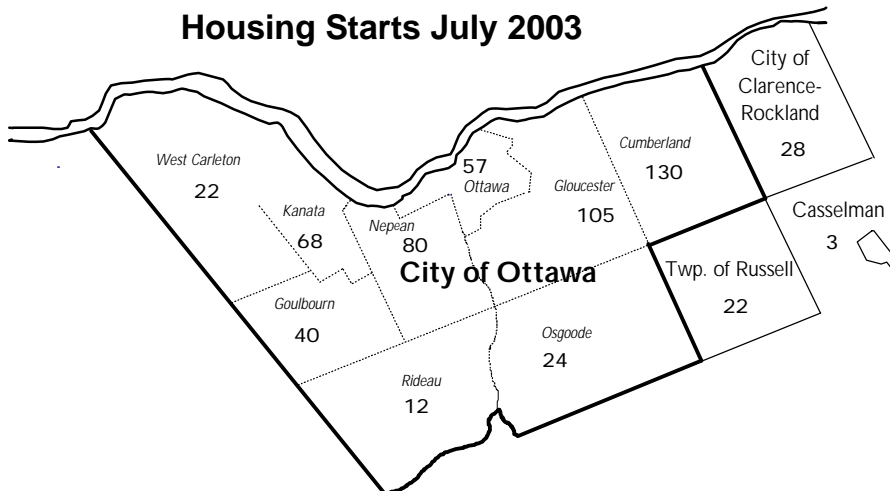 Housing Starts July 2003
City of
Clarence-
Rockland
28
West Carleton
22
57
Ottawa
Cumberland
130
Gloucester
105
Kanata
68
Nepean
80
Casselman
3
City of Ottawa
Twp. of Russell
22
Goulbourn
40
Osgoode
24
Rideau
12